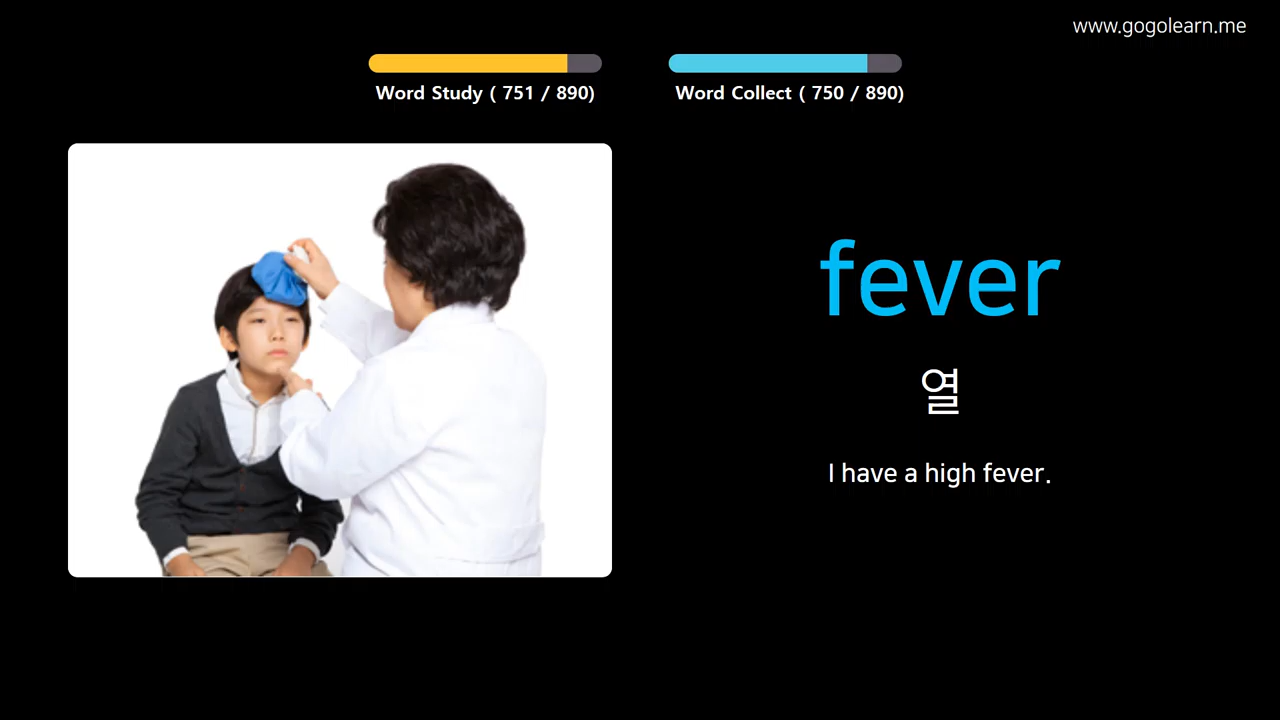 www.gogolearn.me
Word Study ( 751 / 890)
Word Collect ( 750 / 890)
fever
열
I have a high fever.